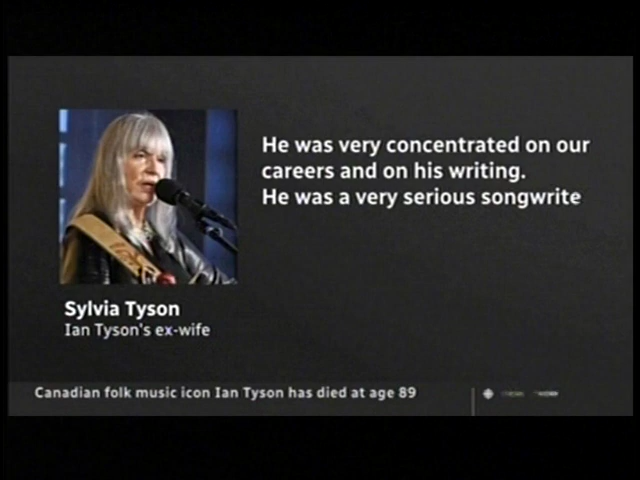 He was very concentrated on our
careers and on his writing.
He was a very serious songwrite
Sylvia Tyson
Ian Tyson's ex-wife
Canadian folk music icon Ian Tyson has died at age 89